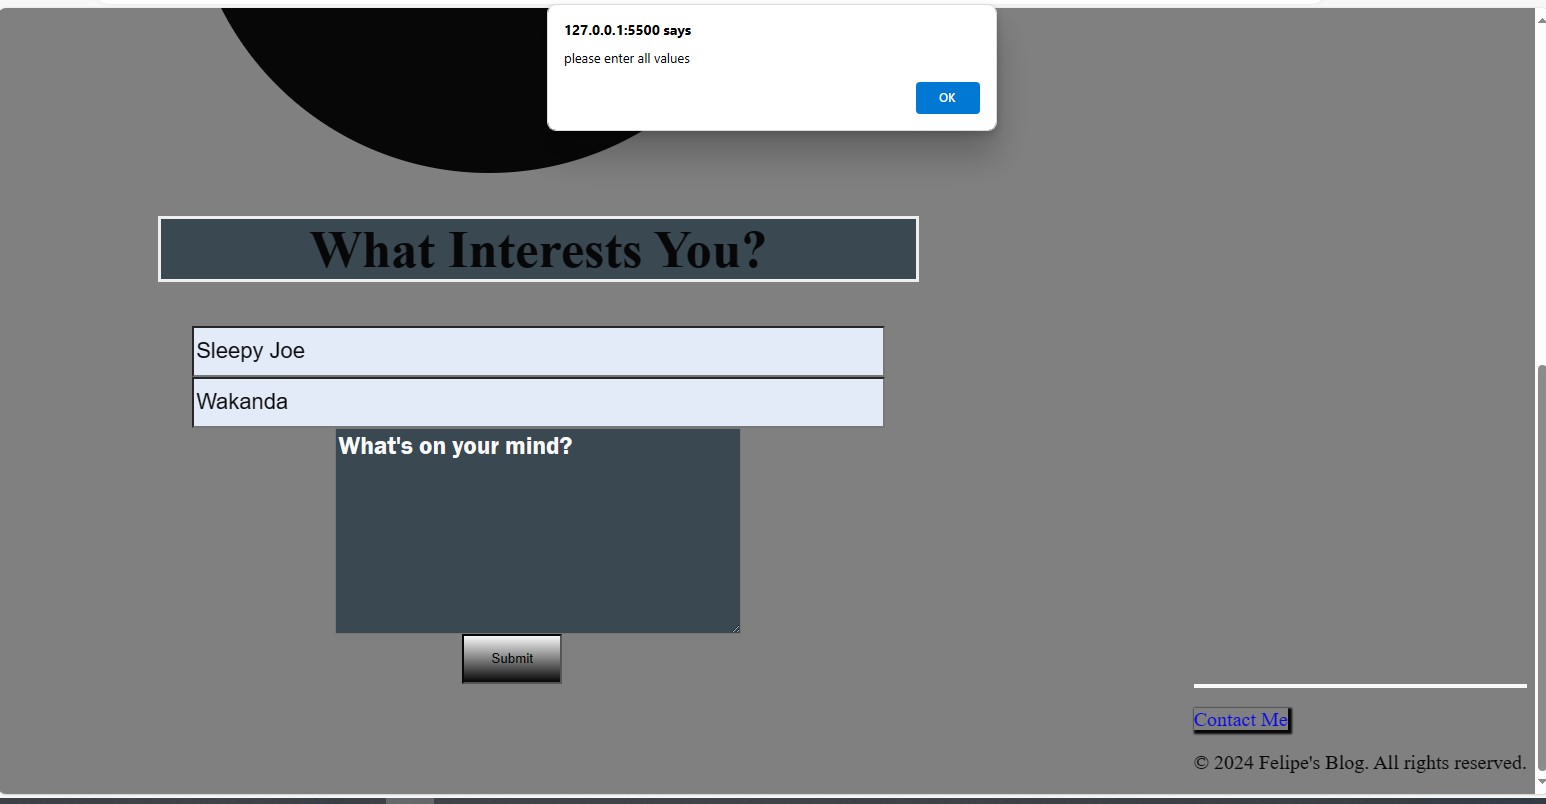 127.0.0.1:5500 says
please enter all values
OK
What Interests You?
Sleepy Joe
Wakanda
What's on your mind?
Submit
Contact Me
© 2024 Felipe's Blog. All rights reserved.